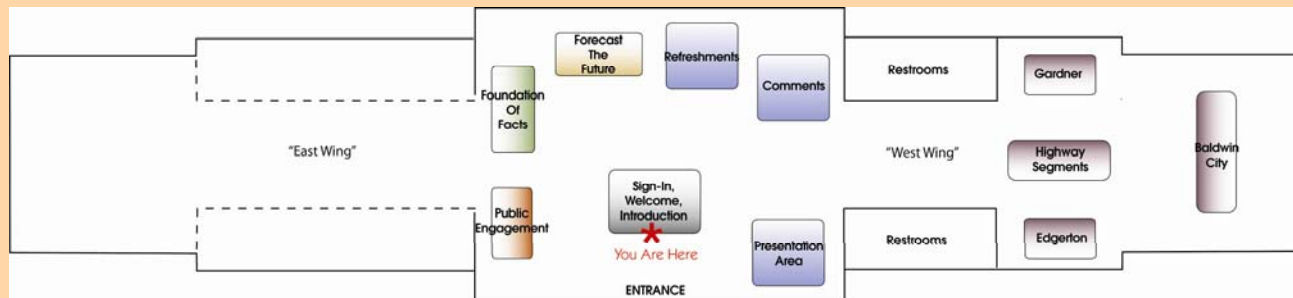 Forecast
The
Future
Refreshments
Comments
Restrooms
Gardner
Foundation
Of
Facts
"East Wing"
"West Wing"
Highway
Segments
Baldwin
City
Sign-In,
Welcome,
Introduction
Public
Engagement
You Are Here
Presentation
Area
Restrooms
Edgerton
ENTRANCE